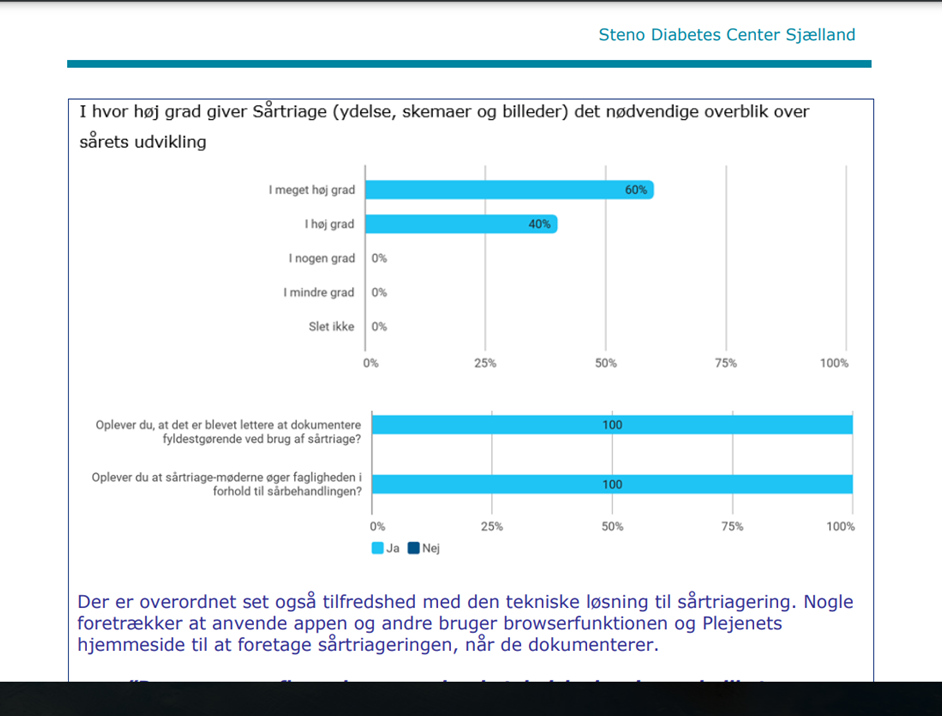 Steno Diabetes Center Sjælland
I hvor høj grad giver Sårtriage (ydelse, skemaer og billeder) det nødvendige overblik over
sårets udvikling
I meget høj grad
60%
I høj grad
40%
I nogen grad
0%
I mindre grad
0%
Slet ikke
0%
0%
25%
50%
75%
100%
Oplever du, at det er blevet lettere at dokumentere
fyldestgørende ved brug af sårtriage?
100
Oplever du at sårtriage-møderne øger fagligheden i
forhold til sårbehandlingen?
100
0%
25%
50%
75%
100%
Ja
Nej
Der er overordnet set også tilfredshed med den tekniske løsning til sårtriagering. Nogle
foretrækker at anvende appen og andre bruger browserfunktionen og Plejenets
hjemmeside til at foretage sårtriageringen, når de dokumenterer.